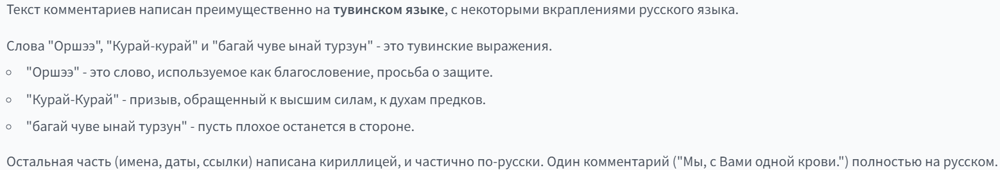 Текст комментариев написан преимущественно на тувинском языке, с некоторыми вкраплениями русского языка.
Слова "Оршээ", "Курай-курай" и "багай чуве ынай турзун" - это тувинские выражения.
"Оршээ" - это слово, используемое как благословение, просьба о защите.
"Курай-Курай" - призыв, обращенный к высшим силам, к духам предков.
"багай чуве ынай турзун" - пусть плохое останется в стороне.
Остальная часть (имена, даты, ссылки) написана кириллицей, и частично по-русски. Один комментарий ("Мы, с Вами одной крови.") полностью на русском.